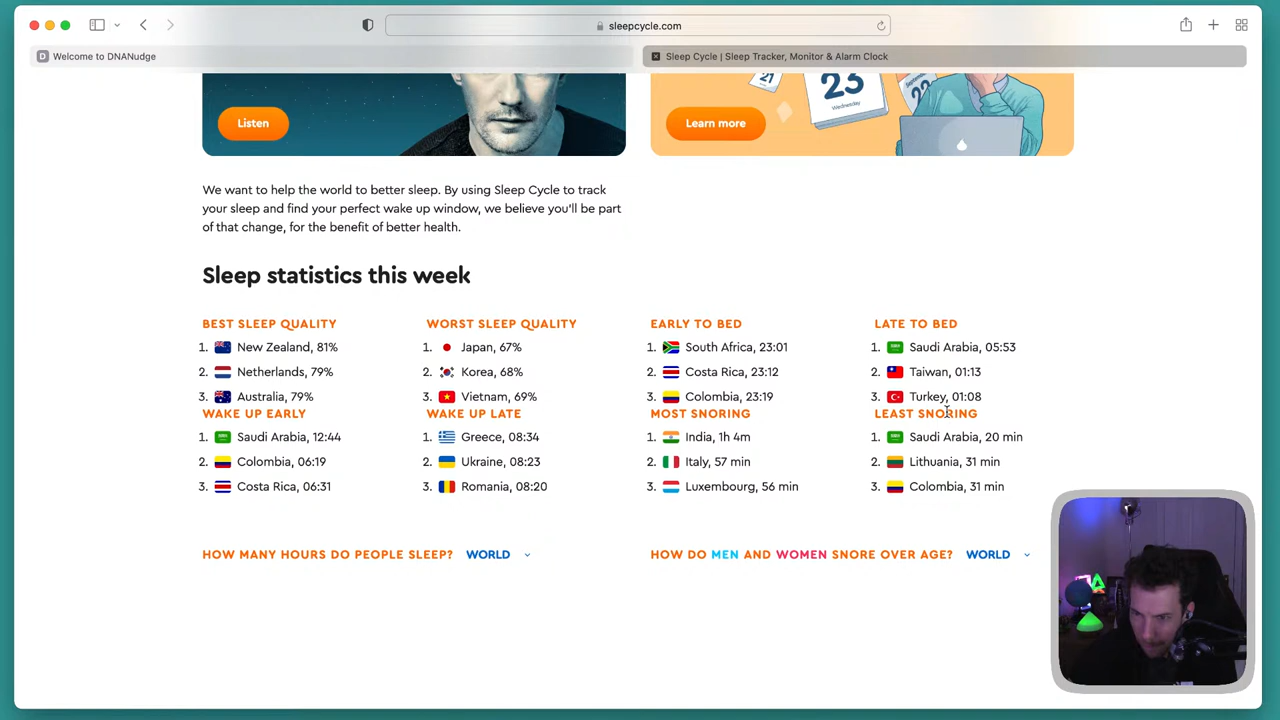 sleepcycle.com
D Welcome to DNANudge
Sleep Cycle | Sleep Tracker, Monitor & Alarm Clock
Listen
21
23
Wednesday
September
22
Learn more
We want to help the world to better sleep. By using Sleep Cycle to track
your sleep and find your perfect wake up window, we believe you'll be part
of that change, for the benefit of better health.
Sleep statistics this week
BEST SLEEP QUALITY
1. New Zealand, 81%
2. Netherlands, 79%
3. Australia, 79%
WORST SLEEP QUALITY
1. Japan, 67%
2. Korea, 68%
3. Vietnam, 69%
EARLY TO BED
1. South Africa, 23:01
2. Costa Rica, 23:12
3. Colombia, 23:19
LATE TO BED
1. Saudi Arabia, 05:53
2. Taiwan, 01:13
3. Turkey, 01:08
WAKE UP EARLY
1. Saudi Arabia, 12:44
2. Colombia, 06:19
3. Costa Rica, 06:31
WAKE UP LATE
1. Greece, 08:34
2. Ukraine, 08:23
3. Romania, 08:20
MOST SNORING
1. India, 1h 4m
2. Italy, 57 min
3. Luxembourg, 56 min
LEAST SNORING
1. Saudi Arabia, 20 min
2. Lithuania, 31 min
3. Colombia, 31 min
HOW MANY HOURS DO PEOPLE SLEEP? WORLD
HOW DO MEN AND WOMEN SNORE OVER AGE? WORLD